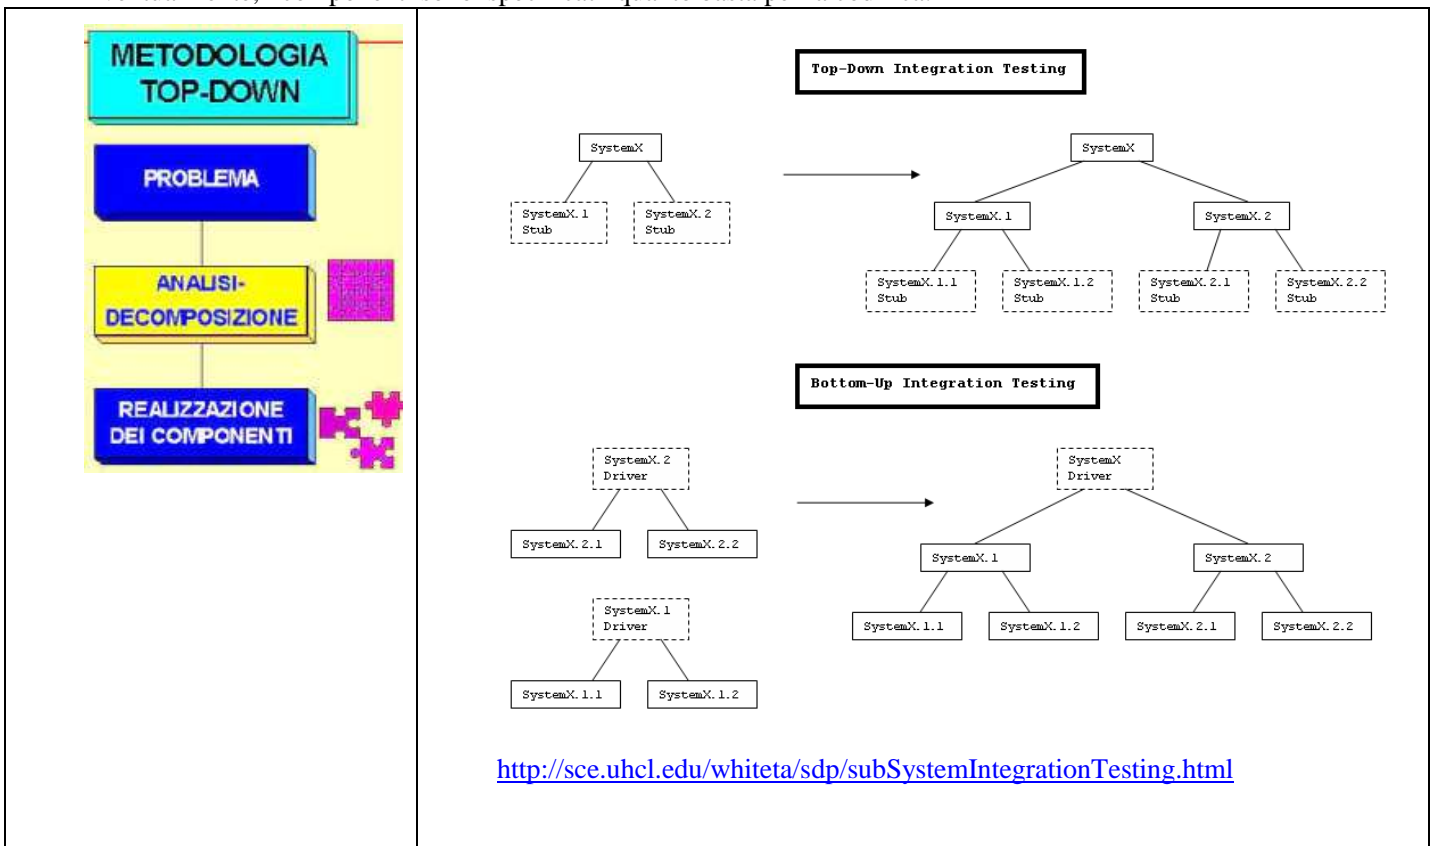 METODOLOGIA
TOP-DOWN
PROBLEMA
ANALISI-
DECOMPOSIZIONE
REALIZZAZIONE
DEI COMPONENTI
Top-Down Integration Testing
SystemX
SystemX.1
Stub
SystemX.2
Stub
SystemX
SystemX.1
SystemX.2
SystemX.1.1
Stub
SystemX.1.2
Stub
SystemX.2.1
Stub
SystemX.2.2
Stub
Bottom-Up Integration Testing
SystemX.2
Driver
SystemX.2.1
SystemX.2.2
SystemX.1
Driver
SystemX.1.1
SystemX.1.2
SystemX
Driver
SystemX.1
SystemX.2
SystemX.1.1
SystemX.1.2
SystemX.2.1
SystemX.2.2
http://sce.uhcl.edu/whiteta/sdp/subSystemIntegrationTesting.html